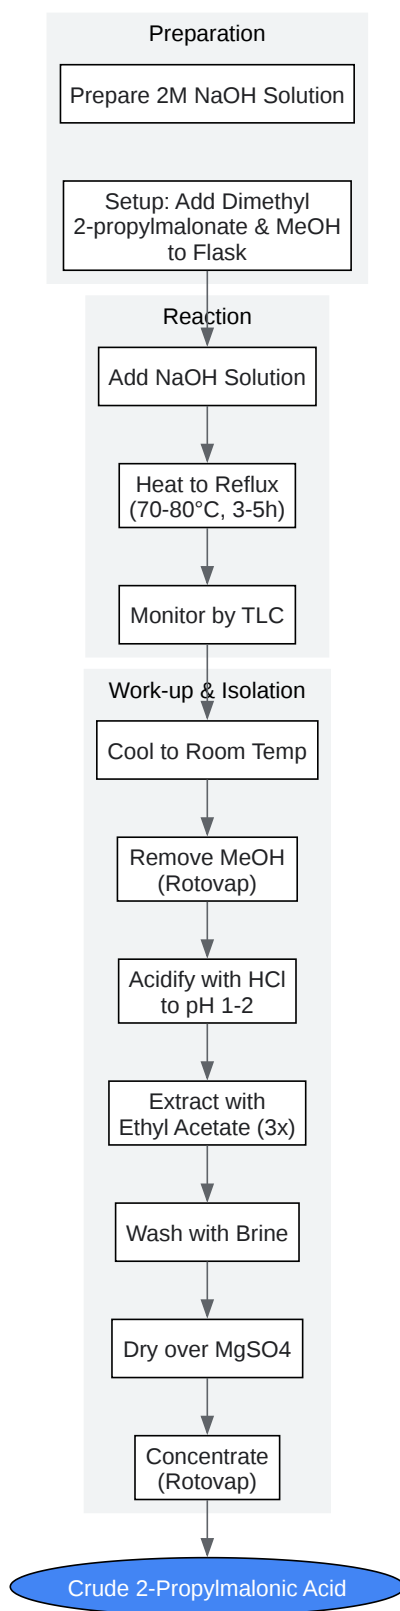 Preparation
Prepare 2M NaOH Solution
Setup: Add Dimethyl
2-propylmalonate & MeOH
to Flask
Reaction
Add NaOH Solution
Heat to Reflux
(70-80°C, 3-5h)
Monitor by TLC
Work-up & Isolation
Cool to Room Temp
Remove MeOH
(Rotovap)
Acidify with HCl
to pH 1-2
Extract with
Ethyl Acetate (3x)
Wash with Brine
Dry over MgSO4
Concentrate
(Rotovap)
Crude 2-Propylmalonic Acid